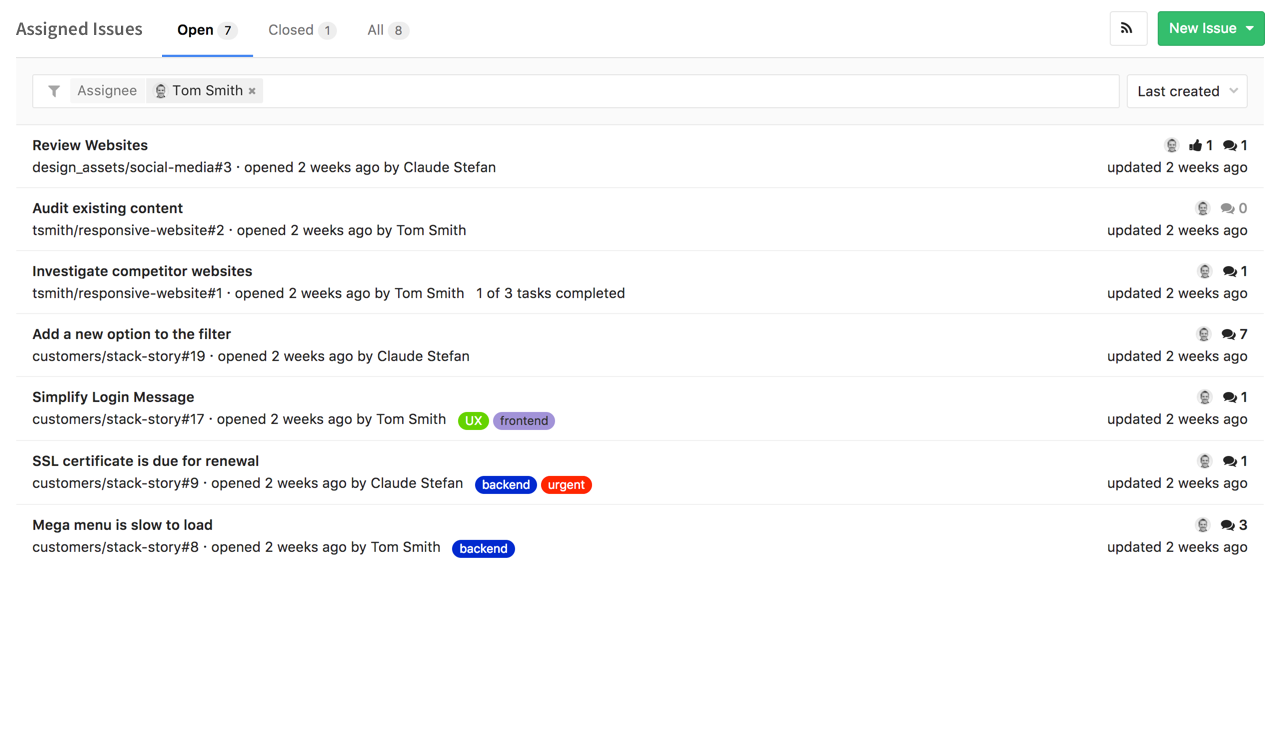 Assigned Issues Open 7 Closed 1 All 8 New Issue
Assignee Tom Smith × Last created
Review Websites 1 1
design_assets/social-media#3 · opened 2 weeks ago by Claude Stefan updated 2 weeks ago
Audit existing content 0
tsmith/responsive-website#2 · opened 2 weeks ago by Tom Smith updated 2 weeks ago
Investigate competitor websites 1
tsmith/responsive-website#1 · opened 2 weeks ago by Tom Smith 1 of 3 tasks completed updated 2 weeks ago
Add a new option to the filter 7
customers/stack-story#19 · opened 2 weeks ago by Claude Stefan updated 2 weeks ago
Simplify Login Message 1
customers/stack-story#17 · opened 2 weeks ago by Tom Smith UX frontend updated 2 weeks ago
SSL certificate is due for renewal 1
customers/stack-story#9 · opened 2 weeks ago by Claude Stefan backend urgent updated 2 weeks ago
Mega menu is slow to load 3
customers/stack-story#8 · opened 2 weeks ago by Tom Smith backend updated 2 weeks ago